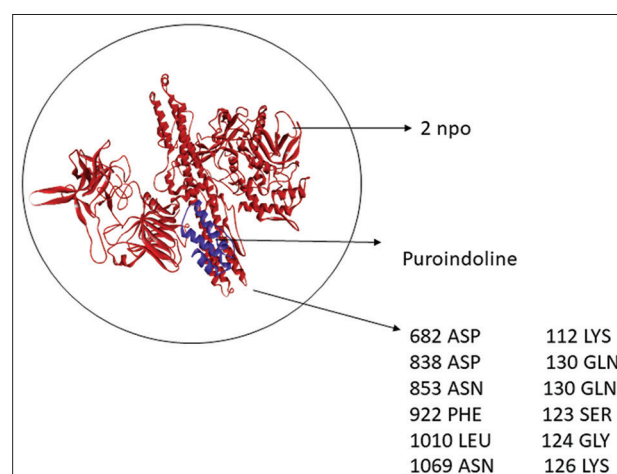 2 npo
Puroindoline
682 ASP 112 LYS
838 ASP 130 GLN
853 ASN 130 GLN
922 PHE 123 SER
1010 LEU 124 GLY
1069 ASN 126 LYS